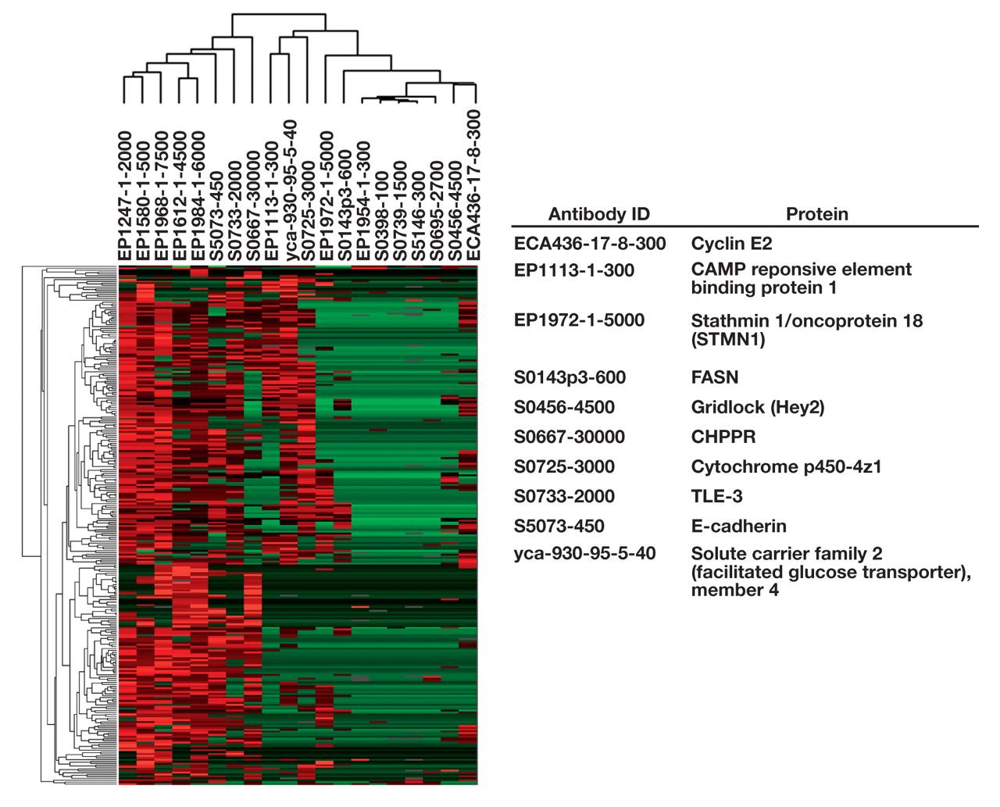 EP1247-1-2000
EP1580-1-500
EP1968-1-7500
EP1612-1-4500
EP1984-1-6000
S5073-450
S0733-2000
S0667-30000
EP1113-1-300
yca-930-95-5-40
S0725-3000
EP1972-1-5000
S0143p3-600
EP1954-1-300
S0398-100
S0739-1500
S5146-300
S0695-2700
S0456-4500
ECA436-17-8-300
Antibody ID Protein
ECA436-17-8-300 Cyclin E2
EP1113-1-300 CAMP reponsive element
binding protein 1
EP1972-1-5000 Stathmin 1/oncoprotein 18
(STMN1)
S0143p3-600 FASN
S0456-4500 Gridlock (Hey2)
S0667-30000 CHPPR
S0725-3000 Cytochrome p450-4z1
S0733-2000 TLE-3
S5073-450 E-cadherin
yca-930-95-5-40 Solute carrier family 2
(facilitated glucose transporter),
member 4